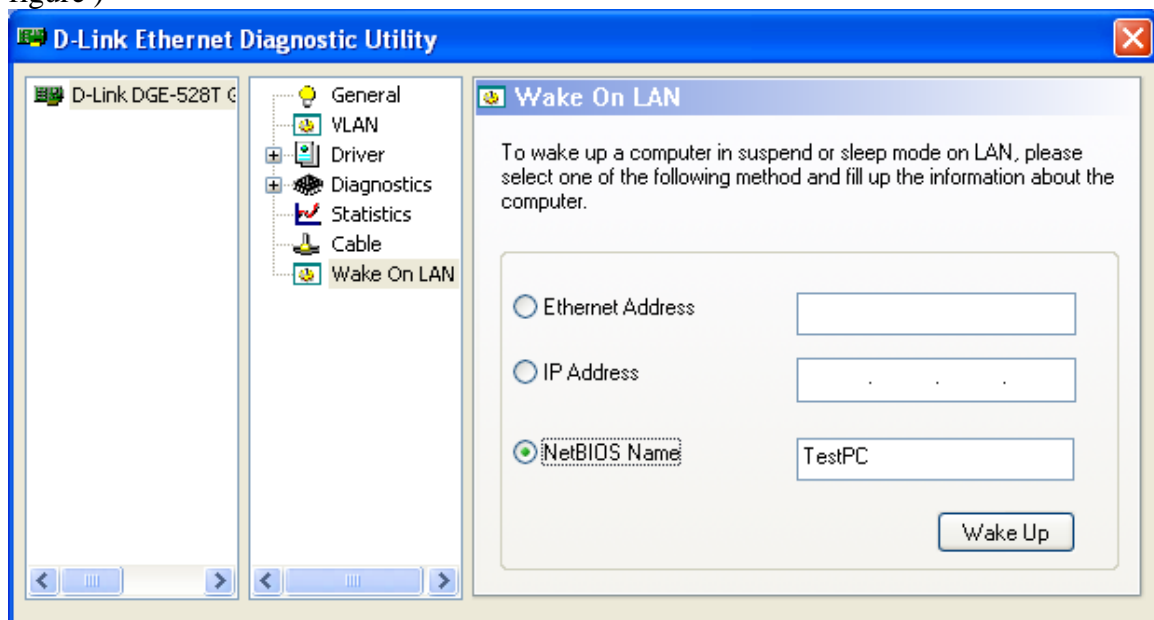 figure )
D-Link Ethernet Diagnostic Utility
D-Link DGE-528T G
General
VLAN
Driver
Diagnostics
Statistics
Cable
Wake On LAN
Wake On LAN
To wake up a computer in suspend or sleep mode on LAN, please
select one of the following method and fill up the information about the
computer.
Ethernet Address
IP Address
. . .
NetBIOS Name
TestPC
Wake Up